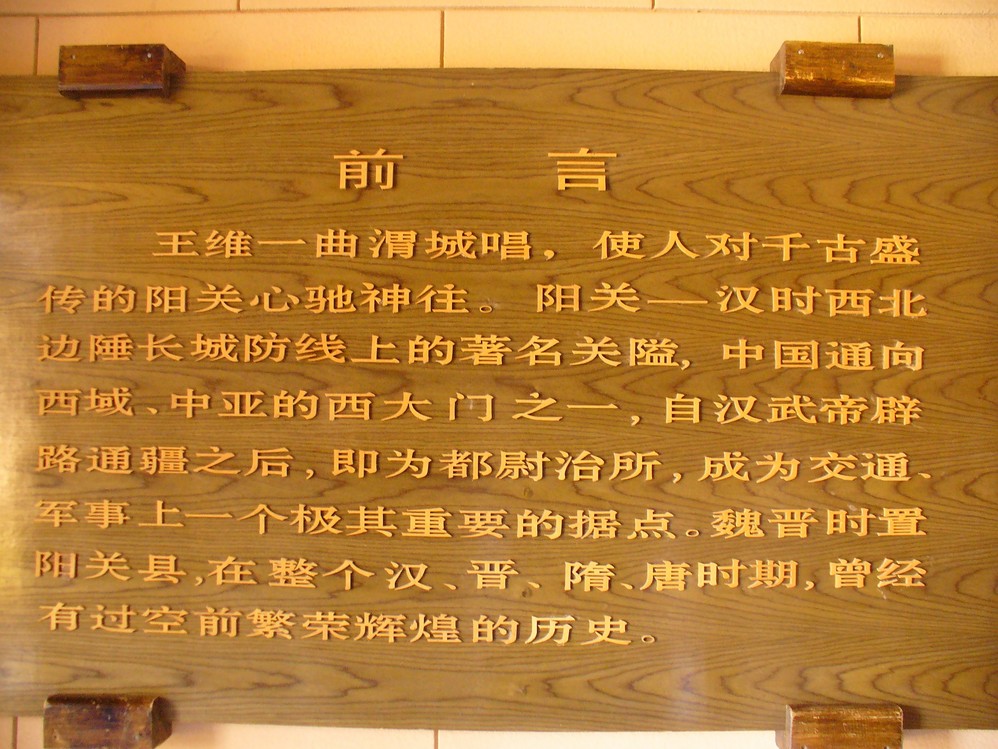 前言
王维一曲渭城唱，使人对千古盛
传的阳关心驰神往。阳关—汉时西北
边陲长城防线上的著名关隘，中国通向
西域、中亚的西大门之一，自汉武帝辟
路通疆之后，即为都尉治所，成为交通、
军事上一个极其重要的据点。魏晋时置
阳关县，在整个汉、晋、隋、唐时期，曾经
有过空前繁荣辉煌的历史。